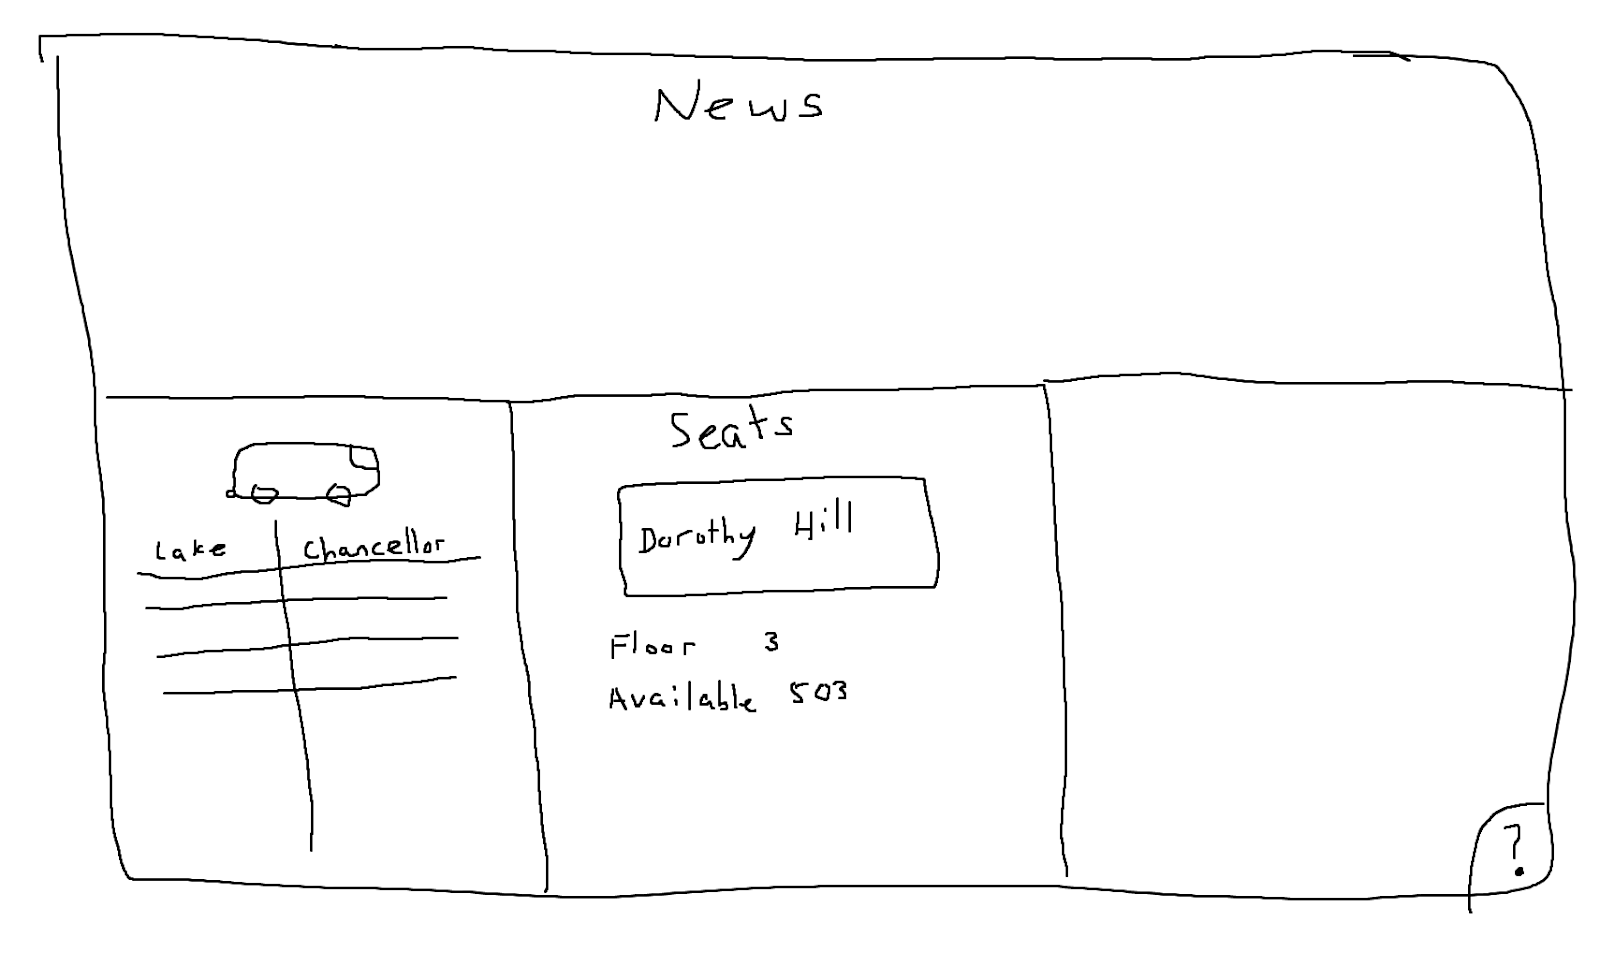 News
Lake Chancellor
Seats
Dorothy Hill
Floor 3
Available 503
?